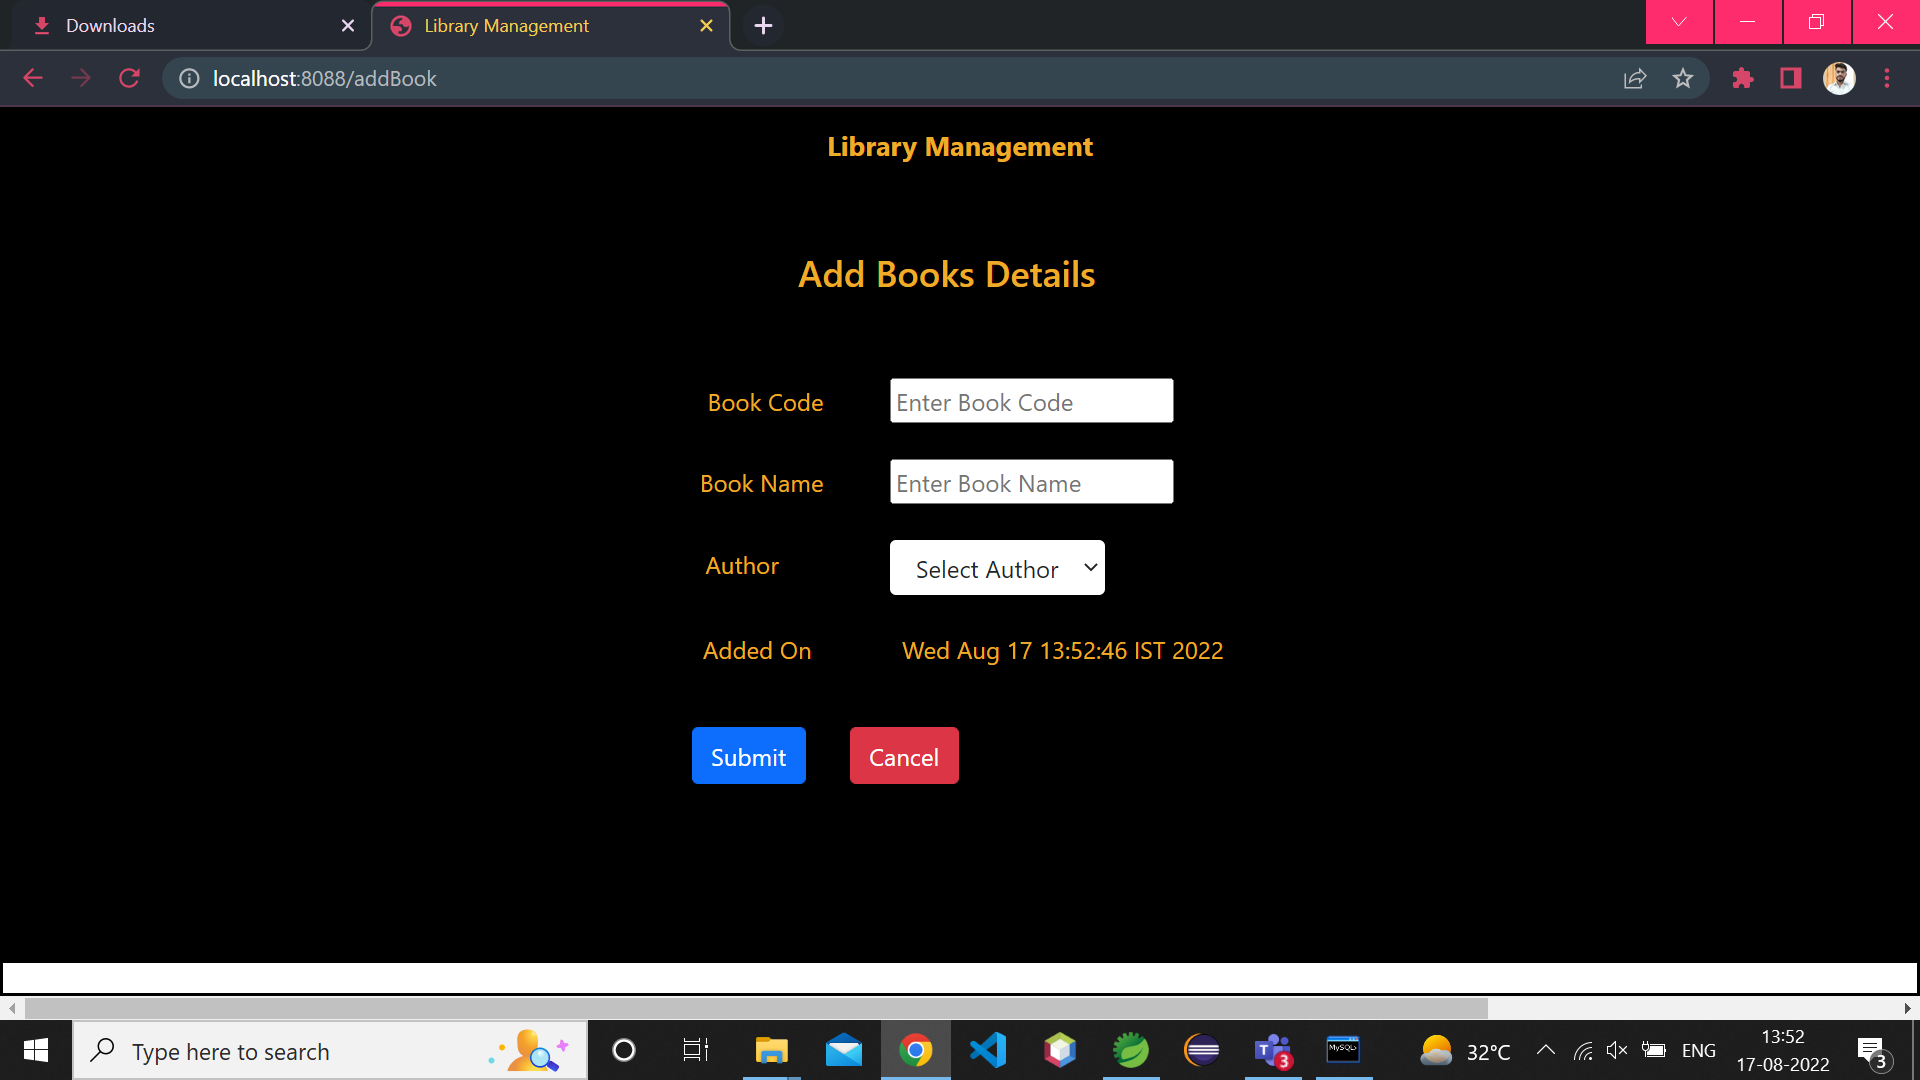 Downloads
Library Management
localhost:8088/addBook
Library Management
Add Books Details
Book Code
Enter Book Code
Book Name
Enter Book Name
Author
Select Author
Added On
Wed Aug 17 13:52:46 IST 2022
Submit
Cancel
Type here to search
T
3
MySQL
32°C
ENG
13:52
17-08-2022
3